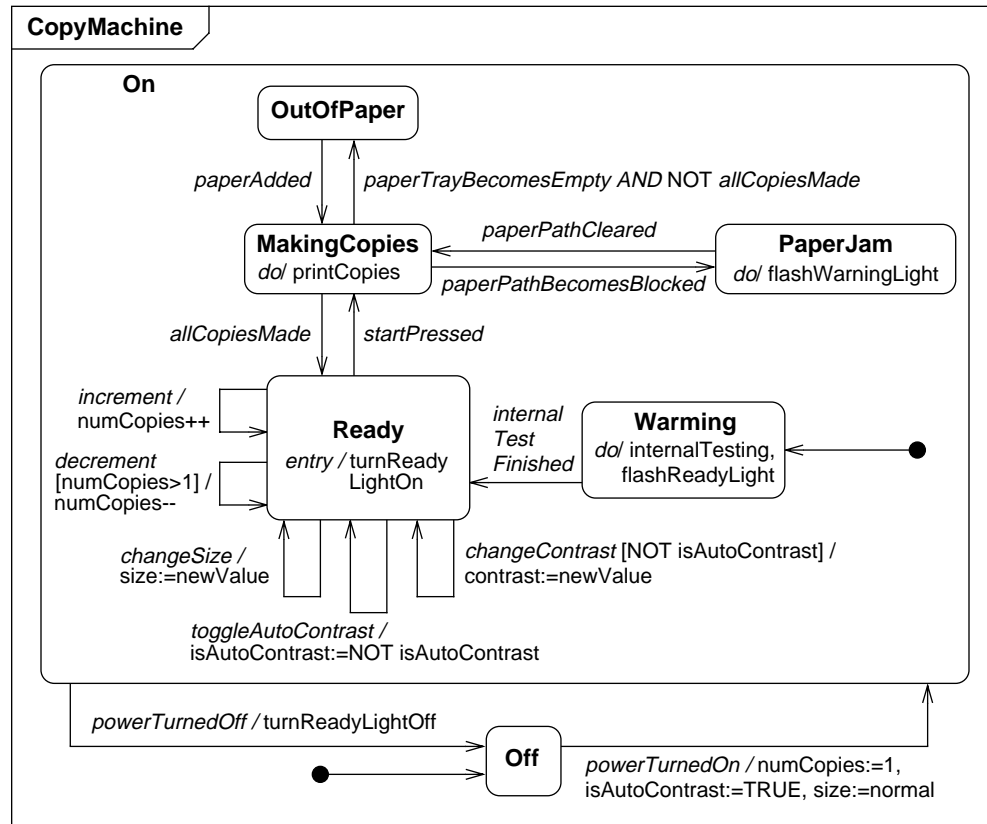 CopyMachine
On
OutOfPaper
paperAdded
paperTrayBecomesEmpty AND NOT allCopiesMade
MakingCopies
do/ printCopies
paperPathCleared
paperPathBecomesBlocked
PaperJam
do/ flashWarningLight
allCopiesMade
startPressed
increment /
numCopies++
decrement
[numCopies>1] /
numCopies--
Ready
entry / turnReady
LightOn
internal
Test
Finished
Warming
do/ internalTesting,
flashReadyLight
changeSize /
size:=newValue
toggleAutoContrast /
isAutoContrast:=NOT isAutoContrast
changeContrast [NOT isAutoContrast] /
contrast:=newValue
powerTurnedOff / turnReadyLightOff
Off
powerTurnedOn / numCopies:=1,
isAutoContrast:=TRUE, size:=normal